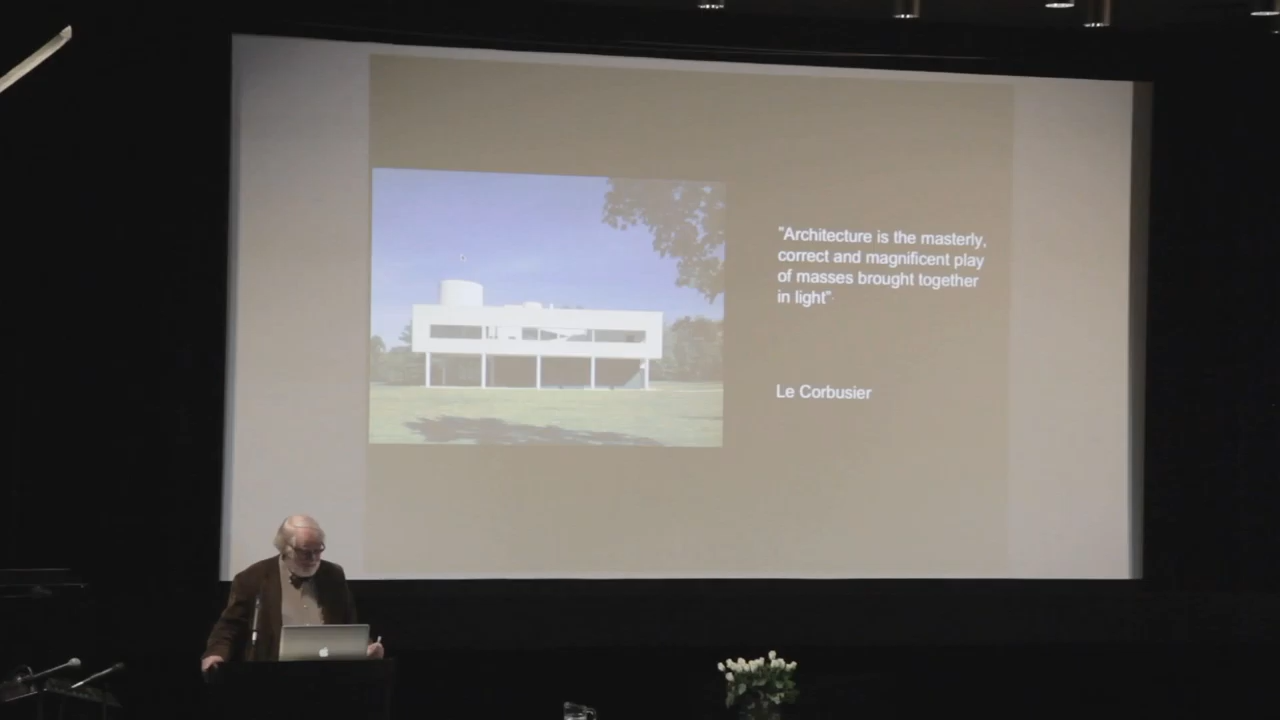 "Architecture is the masterly,
correct and magnificent play
of masses brought together
in light"
Le Corbusier